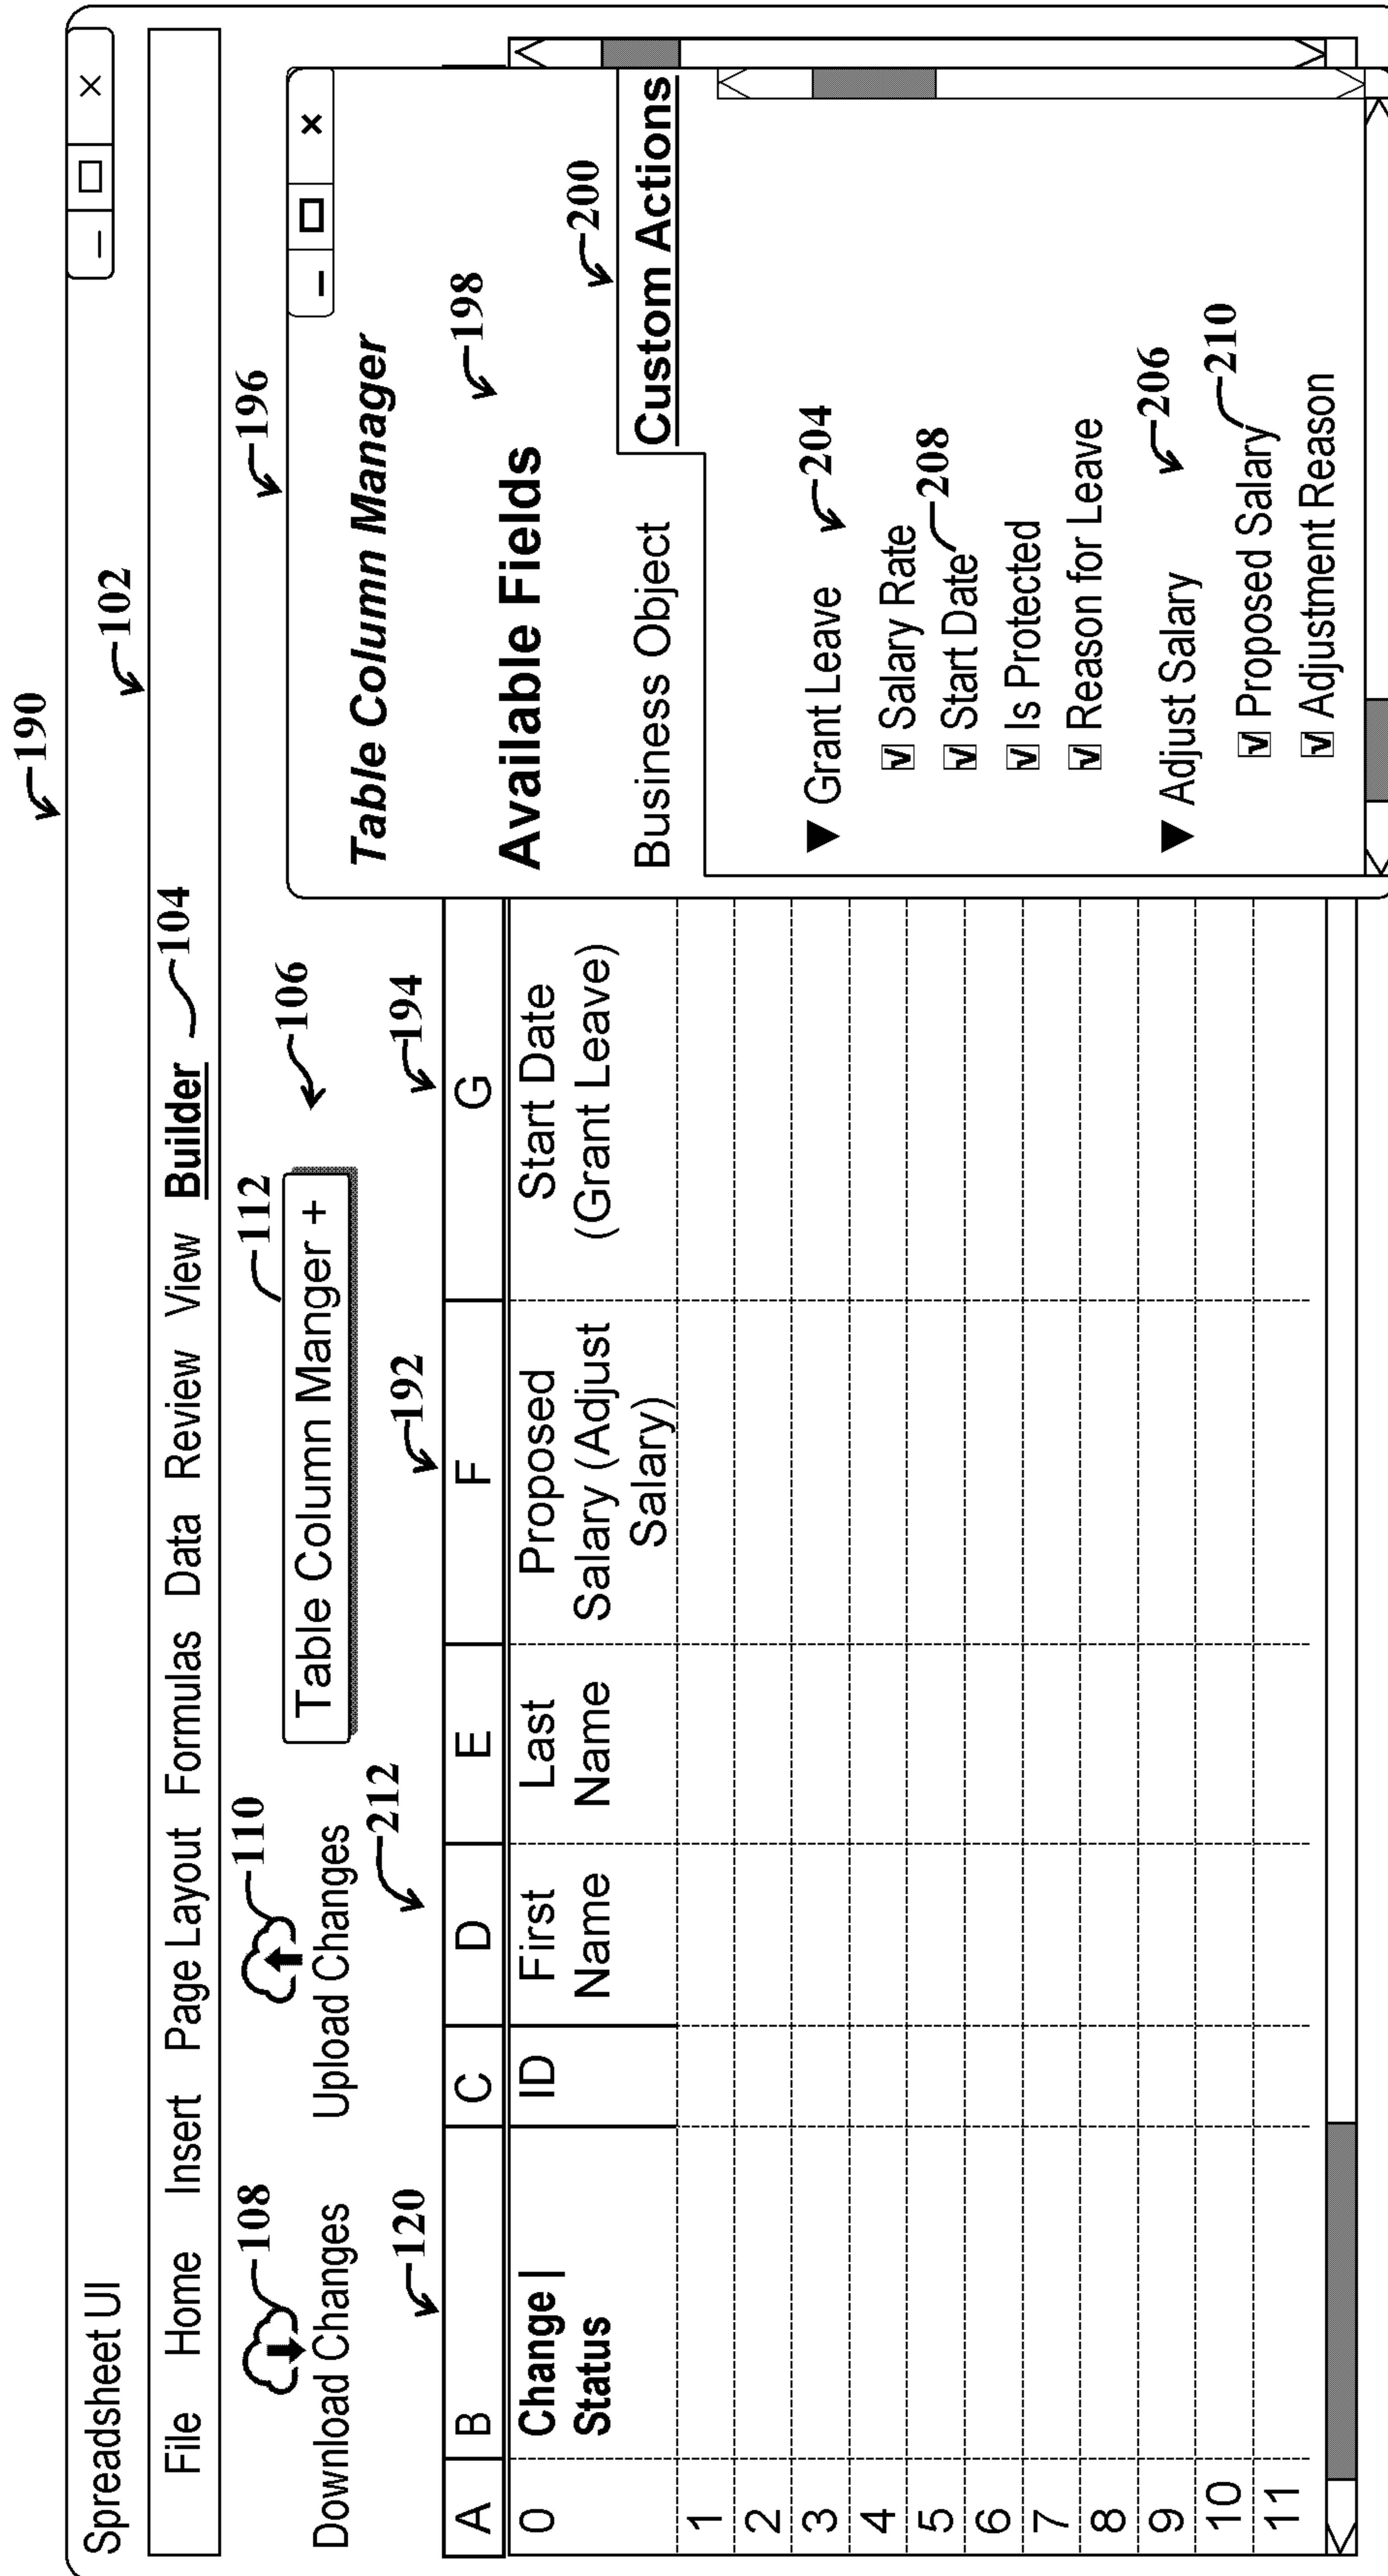 190
Spreadsheet UI
102
File Home Insert Page Layout Formulas Data Review View Builder 104
108 110 112 106 196
Download Changes Upload Changes Table Column Manger +
120 212 192 194
A B C D E F G
0 Change| ID First Last Proposed Start Date
Status Name Name Salary (Adjust (Grant Leave)
Salary)
1
2
3
4
5
6
7
8
9
10
11
Table Column Manager
198
Available Fields
200
Business Object Custom Actions
Grant Leave 204
Salary Rate
Start Date 208
Is Protected
Reason for Leave
Adjust Salary 206
Proposed Salary 210
Adjustment Reason